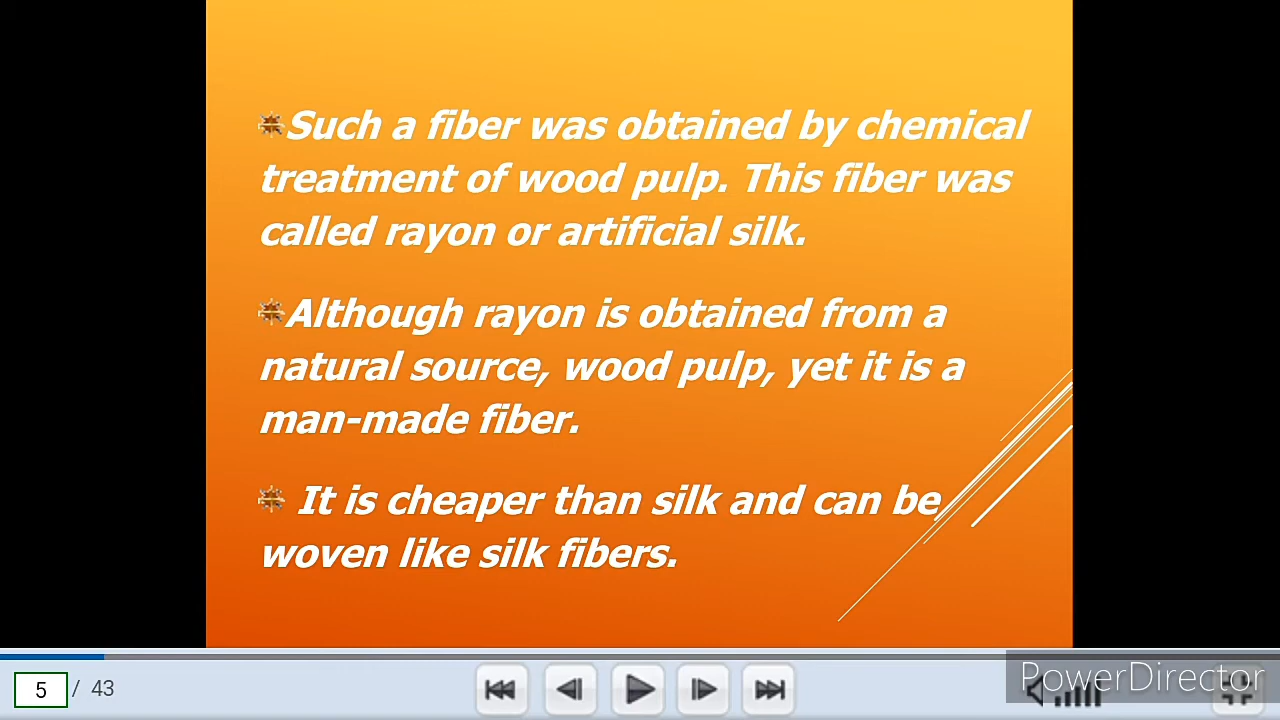 Such a fiber was obtained by chemical
treatment of wood pulp. This fiber was
called rayon or artificial silk.
Although rayon is obtained from a
natural source, wood pulp, yet it is a
man-made fiber.
It is cheaper than silk and can be
woven like silk fibers.
5 / 43
PowerDirector